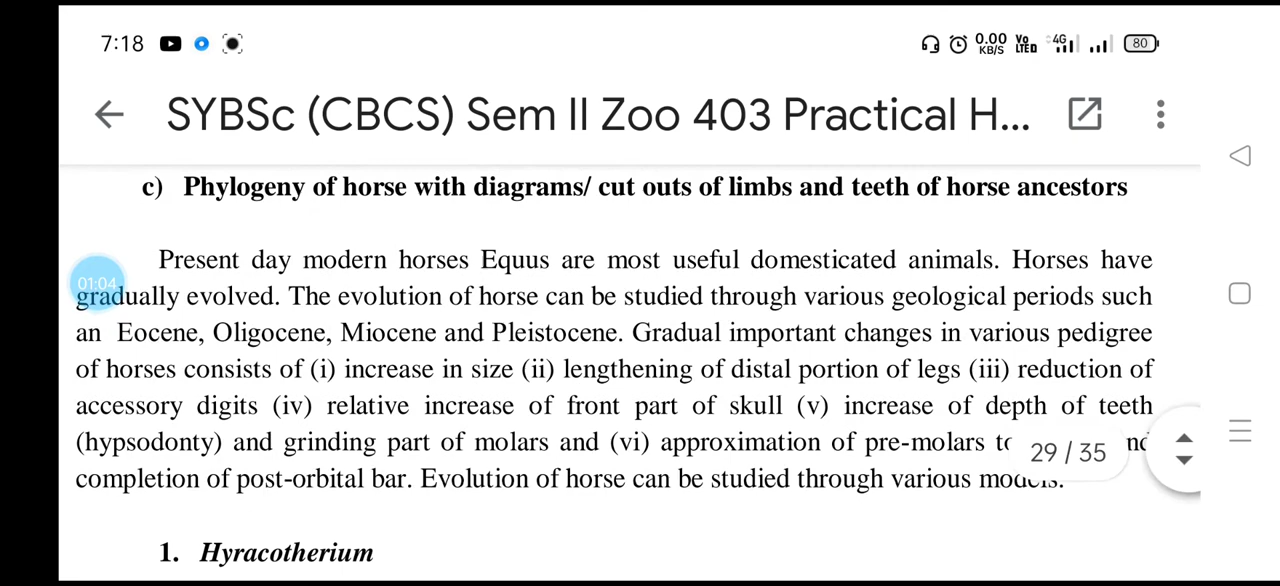 7:18 0.00 KB/S Vo LTED 4G 80
SYBSc (CBCS) Sem II Zoo 403 Practical H...
c) Phylogeny of horse with diagrams/ cut outs of limbs and teeth of horse ancestors
Present day modern horses Equus are most useful domesticated animals. Horses have
01:04
gradually evolved. The evolution of horse can be studied through various geological periods such
an Eocene, Oligocene, Miocene and Pleistocene. Gradual important changes in various pedigree
of horses consists of (i) increase in size (ii) lengthening of distal portion of legs (iii) reduction of
accessory digits (iv) relative increase of front part of skull (v) increase of depth of teeth
(hypsodonty) and grinding part of molars and (vi) approximation of pre-molars
29 / 35
completion of post-orbital bar. Evolution of horse can be studied through various models.
1. Hyracotherium